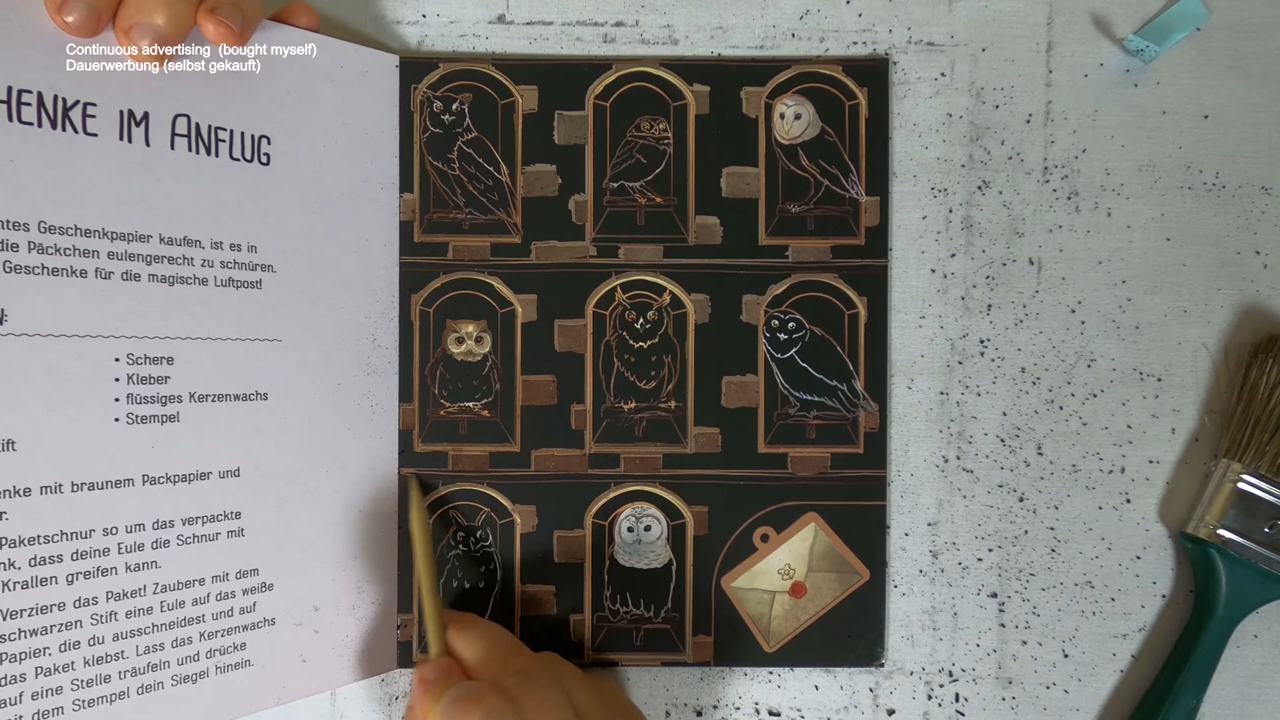 Continuous advertising (bought myself)
Dauerwerbung (selbst gekauft)
HENKE IM ANFLUG
ntes Geschenkpapier kaufen, ist es in
die Päckchen eulengerecht zu schnüren.
Geschenke für die magische Luftpost!
N:
• Schere
• Kleber
• flüssiges Kerzenwachs
• Stempel
ift
enke mit braunem Packpapier und
r.
Paketschnur so um das verpackte
nk, dass deine Eule die Schnur mit
Krallen greifen kann.
Verziere das Paket! Zaubere mit dem
schwarzen Stift eine Eule auf das weiße
Papier, die du ausschneidest und auf
das Paket klebst. Lass das Kerzenwachs
auf eine Stelle träufeln und drücke
it dem Stempel dein Siegel hinein.